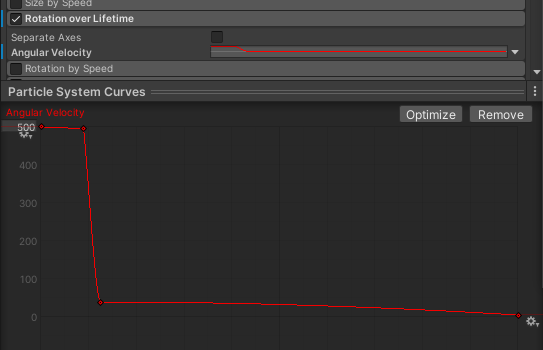 Size by Speed
Rotation over Lifetime
Separate Axes
Angular Velocity
Rotation by Speed
Particle System Curves
Angular Velocity
Optimize
Remove
500
400
300
200
100
0